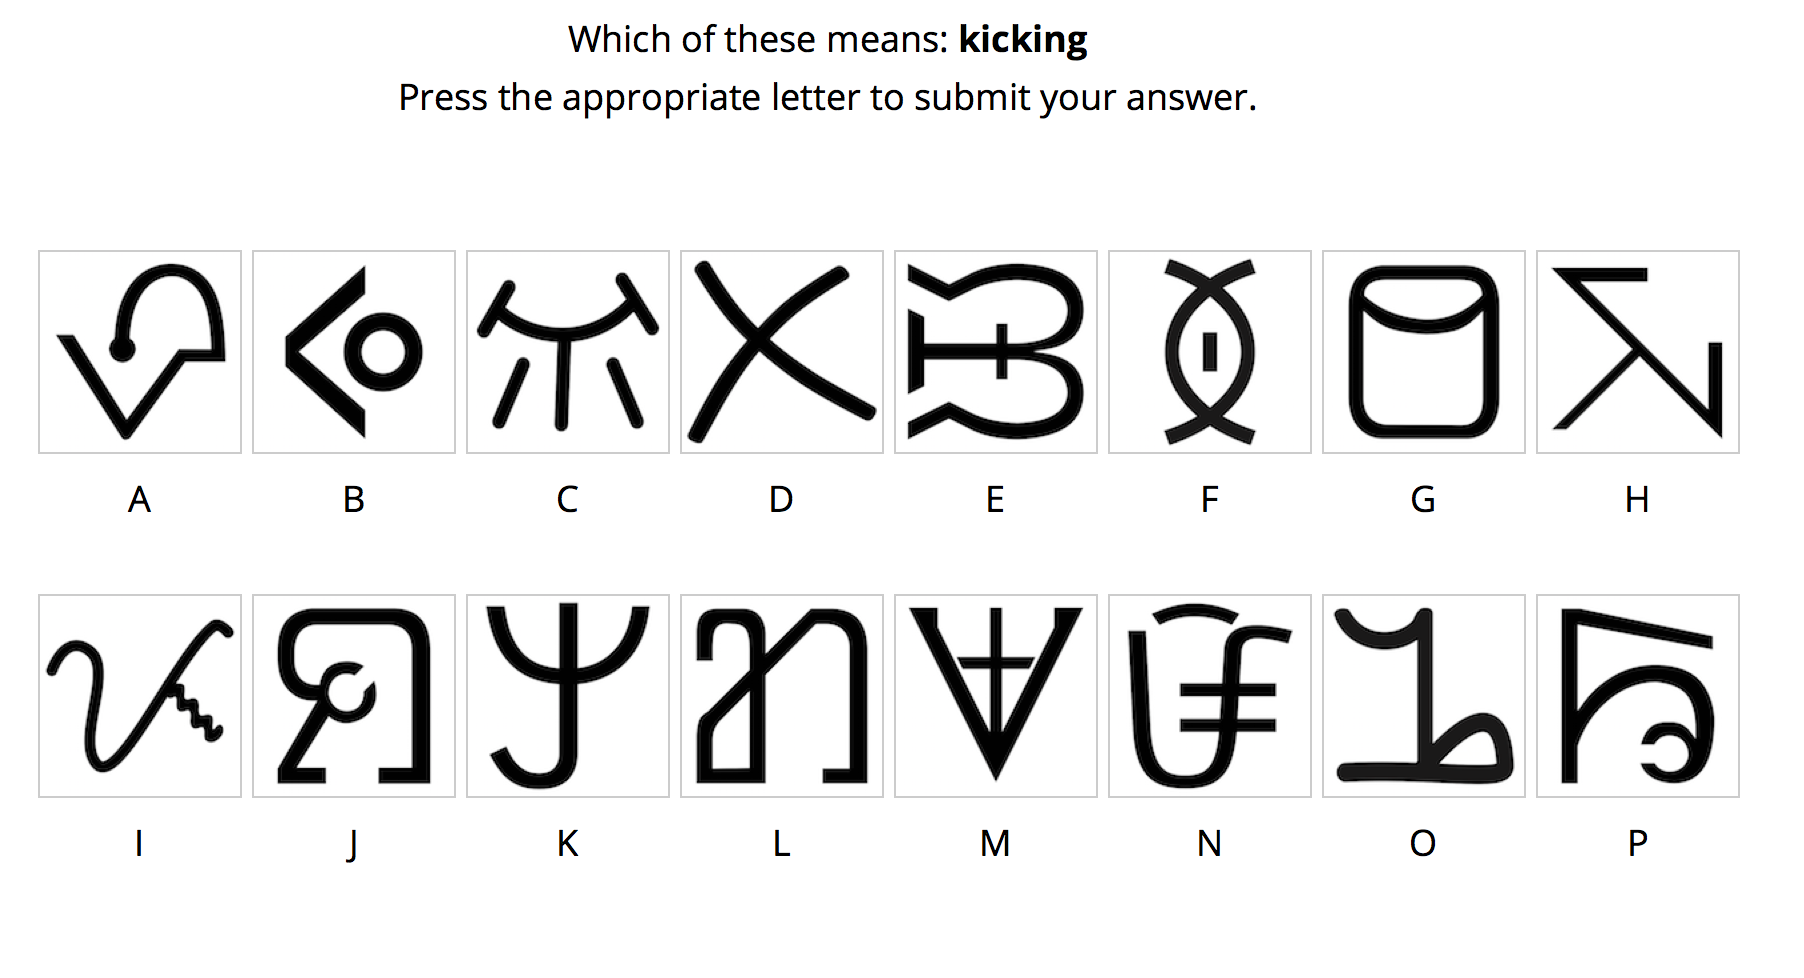 Which of these means: kicking
Press the appropriate letter to submit your answer.
A B C D E F G H
I J K L M N O P